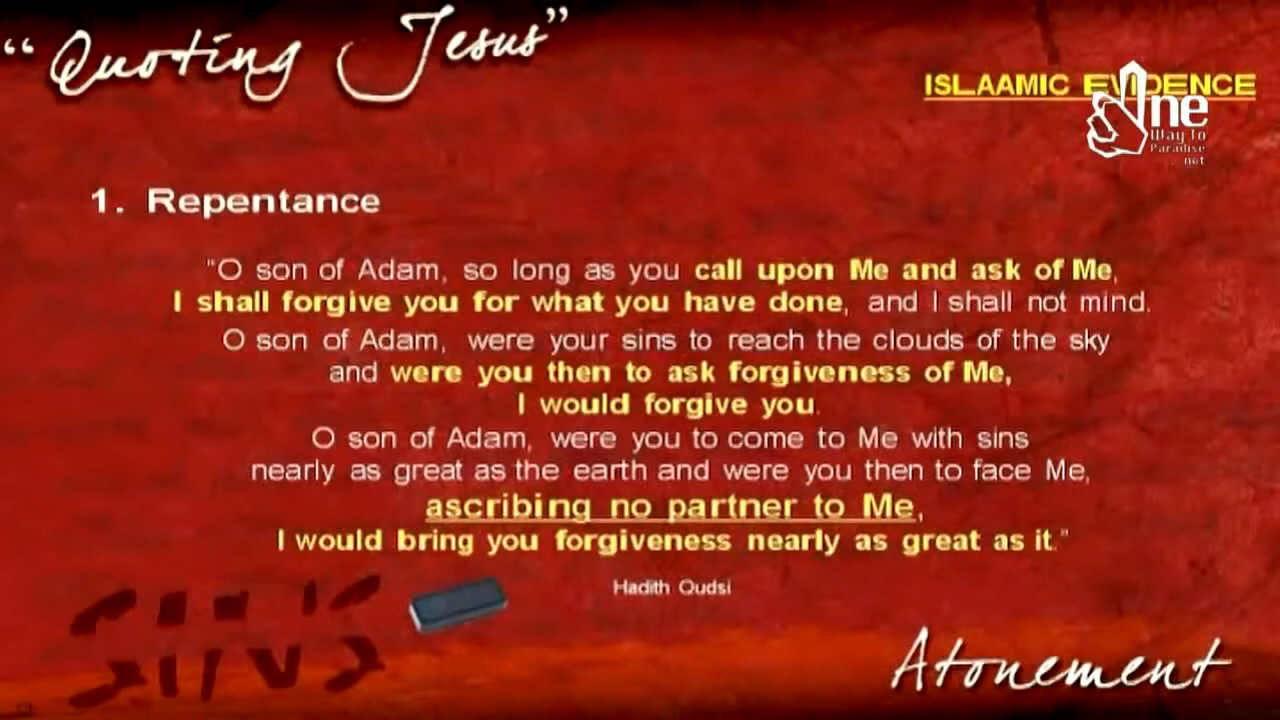 “Quoting Jesus”
ISLAAMIC EVIDENCE
One
Way To
Paradise
.net
1. Repentance
“O son of Adam, so long as you call upon Me and ask of Me,
I shall forgive you for what you have done, and I shall not mind.
O son of Adam, were your sins to reach the clouds of the sky
and were you then to ask forgiveness of Me,
I would forgive you.
O son of Adam, were you to come to Me with sins
nearly as great as the earth and were you then to face Me,
ascribing no partner to Me,
I would bring you forgiveness nearly as great as it.”
Hadith Qudsi
SINS
Atonement